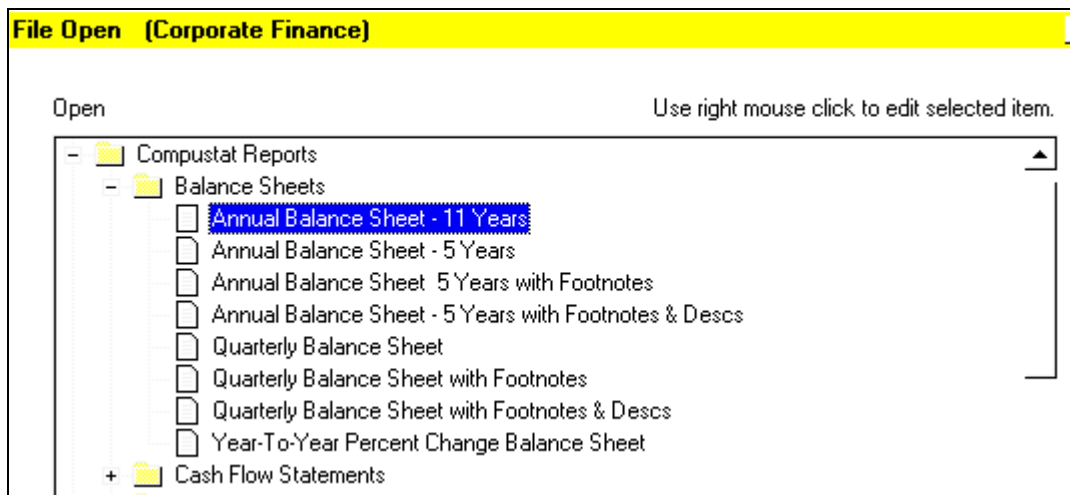 File Open (Corporate Finance)
Open Use right mouse click to edit selected item.
Compustat Reports
Balance Sheets
Annual Balance Sheet - 11 Years
Annual Balance Sheet - 5 Years
Annual Balance Sheet 5 Years with Footnotes
Annual Balance Sheet - 5 Years with Footnotes & Descs
Quarterly Balance Sheet
Quarterly Balance Sheet with Footnotes
Quarterly Balance Sheet with Footnotes & Descs
Year-To-Year Percent Change Balance Sheet
Cash Flow Statements